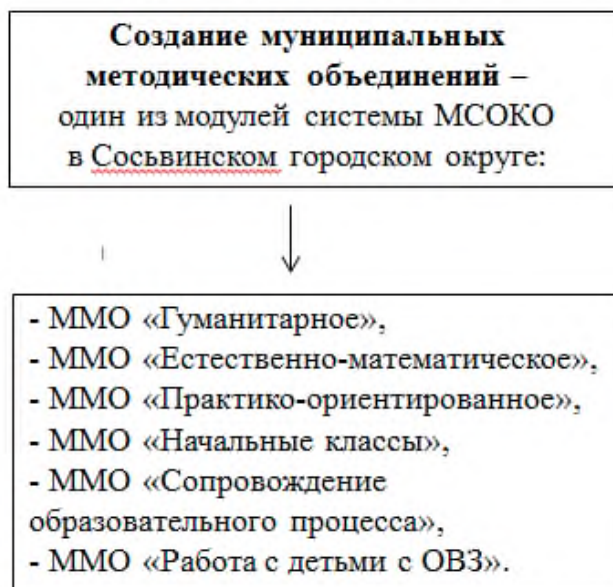 Создание муниципальных
методических объединений –
один из модулей системы МСОКО
в Сосьвинском городском округе:
- ММО «Гуманитарное»,
- ММО «Естественно-математическое»,
- ММО «Практико-ориентированное»,
- ММО «Начальные классы»,
- ММО «Сопровождение
образовательного процесса»,
- ММО «Работа с детьми с ОВЗ».